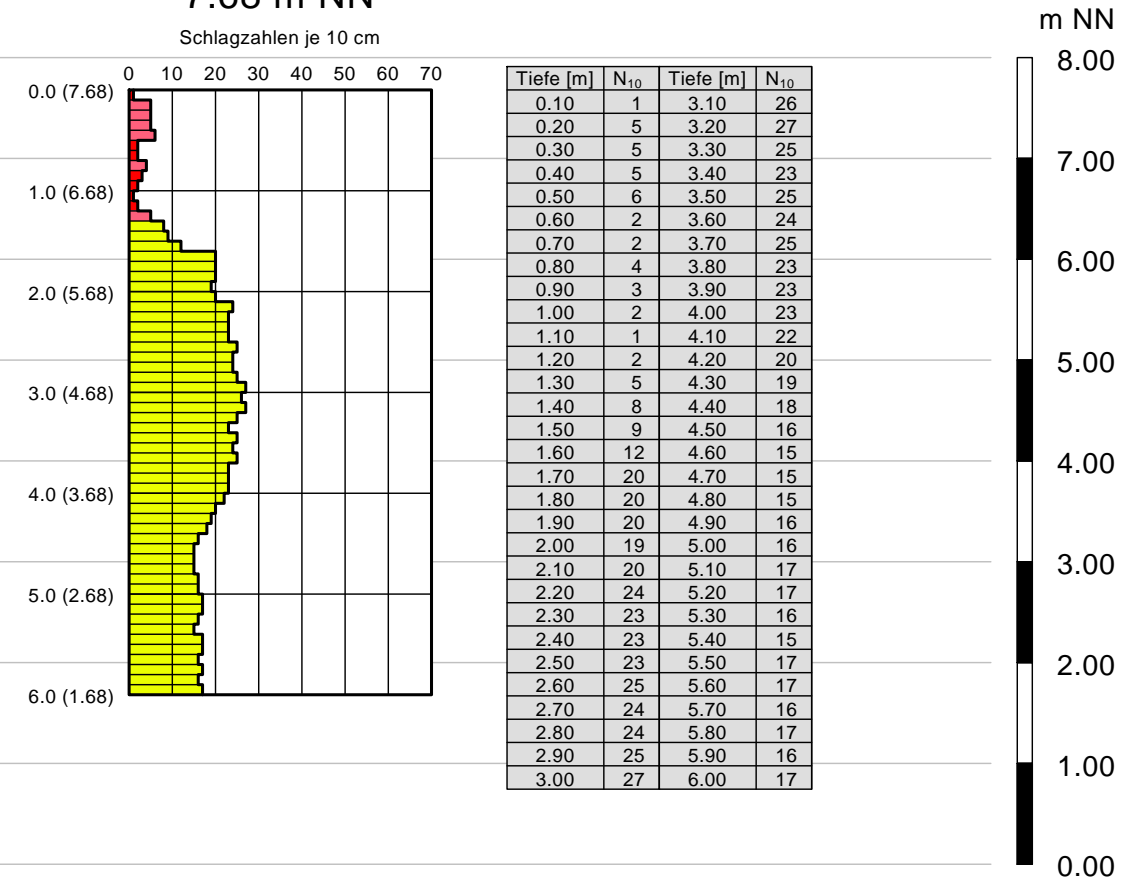 7.68 m NN
m NN
Schlagzahlen je 10 cm
8.00
0 10 20 30 40 50 60 70
Tiefe [m] N10 Tiefe [m] N10
0.0 (7.68)
0.10 1 3.10 26
0.20 5 3.20 27
0.30 5 3.30 25
7.00
0.40 5 3.40 23
1.0 (6.68)
0.50 6 3.50 25
0.60 2 3.60 24
0.70 2 3.70 25
6.00
0.80 4 3.80 23
2.0 (5.68)
0.90 3 3.90 23
1.00 2 4.00 23
1.10 1 4.10 22
5.00
1.20 2 4.20 20
1.30 5 4.30 19
3.0 (4.68)
1.40 8 4.40 18
1.50 9 4.50 16
1.60 12 4.60 15
4.00
1.70 20 4.70 15
4.0 (3.68)
1.80 20 4.80 15
1.90 20 4.90 16
2.00 19 5.00 16
3.00
2.10 20 5.10 17
2.20 24 5.20 17
5.0 (2.68)
2.30 23 5.30 16
2.40 23 5.40 15
2.50 23 5.50 17
2.00
2.60 25 5.60 17
6.0 (1.68)
2.70 24 5.70 16
2.80 24 5.80 17
2.90 25 5.90 16
1.00
3.00 27 6.00 17
0.00